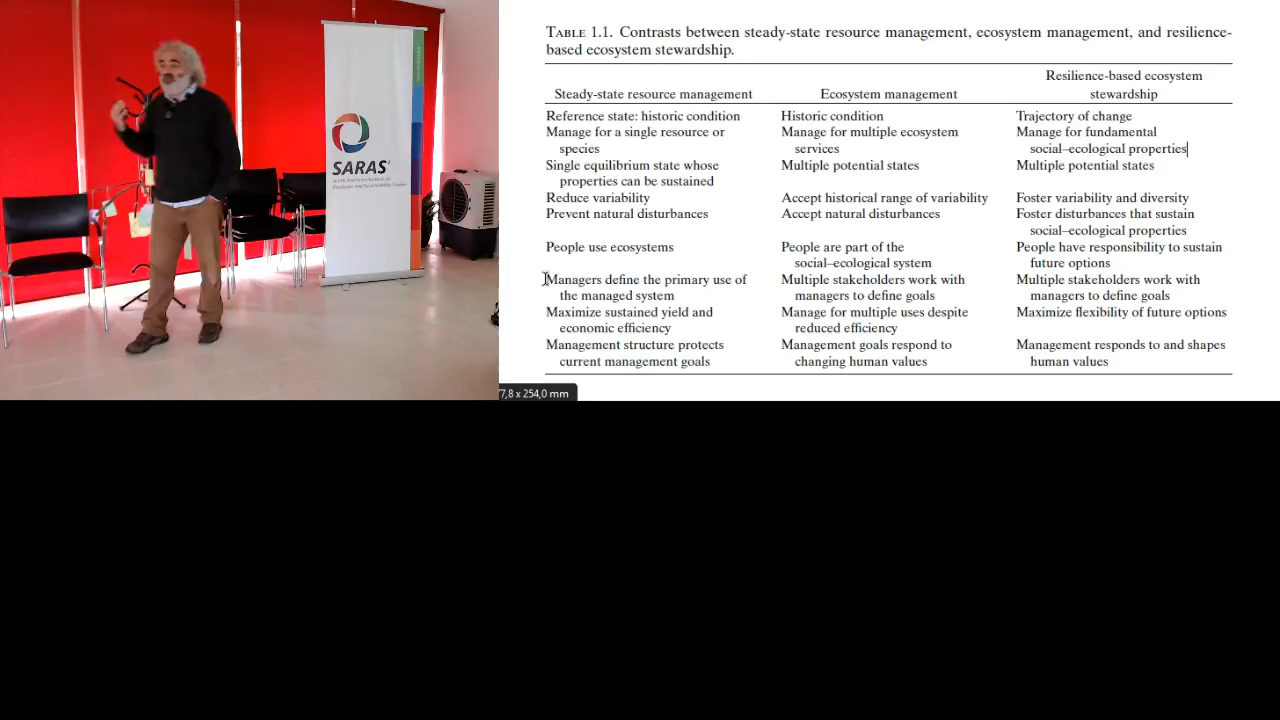 SARAS
TABLE 1.1. Contrasts between steady-state resource management, ecosystem management, and resilience-
based ecosystem stewardship.
Steady-state resource management
Ecosystem management
Resilience-based ecosystem
stewardship
Reference state: historic condition
Historic condition
Trajectory of change
Manage for a single resource or
species
Manage for multiple ecosystem
services
Manage for fundamental
social–ecological properties
Single equilibrium state whose
properties can be sustained
Multiple potential states
Multiple potential states
Reduce variability
Accept historical range of variability
Foster variability and diversity
Prevent natural disturbances
Accept natural disturbances
Foster disturbances that sustain
social–ecological properties
People use ecosystems
People are part of the
social–ecological system
People have responsibility to sustain
future options
Managers define the primary use of
the managed system
Multiple stakeholders work with
managers to define goals
Multiple stakeholders work with
managers to define goals
Maximize sustained yield and
economic efficiency
Manage for multiple uses despite
reduced efficiency
Maximize flexibility of future options
Management structure protects
current management goals
Management goals respond to
changing human values
Management responds to and shapes
human values
7,8 x 254,0 mm